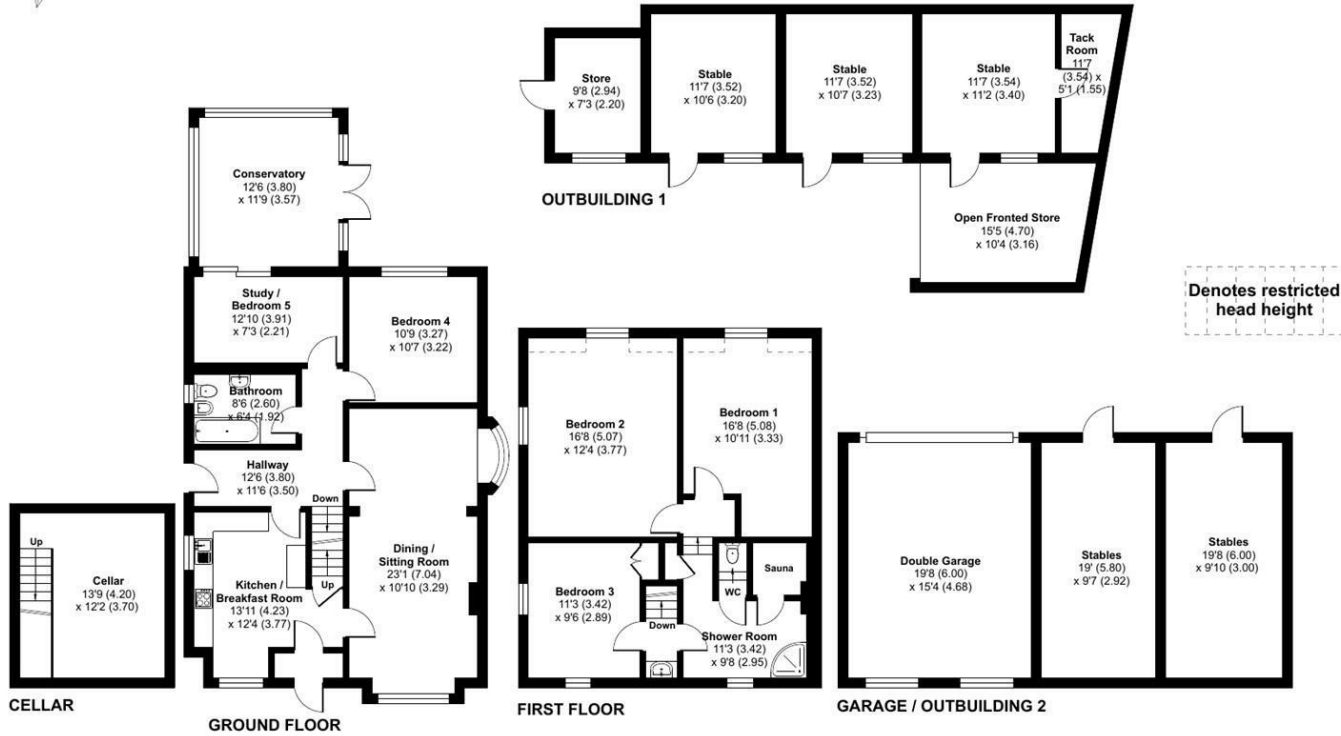 Store
9'8 (2.94)
x 7'3 (2.20)
Stable
11'7 (3.52)
x 10'6 (3.20)
Stable
11'7 (3.52)
x 10'7 (3.23)
Stable
11'7 (3.54)
x 11'2 (3.40)
Tack
Room
11'7
(3.54) x
5'1 (1.55)
Open Fronted Store
15'5 (4.70)
x 10'4 (3.16)
OUTBUILDING 1
Denotes restricted
head height
Conservatory
12'6 (3.80)
x 11'9 (3.57)
Study /
Bedroom 5
12'10 (3.91)
x 7'3 (2.21)
Bedroom 4
10'9 (3.27)
x 10'7 (3.22)
Bathroom
8'6 (2.60)
x 6'4 (1.92)
Hallway
12'6 (3.80)
x 11'6 (3.50)
Down
Up
Dining /
Sitting Room
23'1 (7.04)
x 10'10 (3.29)
Kitchen /
Breakfast Room
13'11 (4.23)
x 12'4 (3.77)
GROUND FLOOR
Up
Cellar
13'9 (4.20)
x 12'2 (3.70)
CELLAR
Bedroom 2
16'8 (5.07)
x 12'4 (3.77)
Bedroom 1
16'8 (5.08)
x 10'11 (3.33)
Bedroom 3
11'3 (3.42)
x 9'6 (2.89)
Down
WC
Sauna
Shower Room
11'3 (3.42)
x 9'8 (2.95)
FIRST FLOOR
Double Garage
19'8 (6.00)
x 15'4 (4.68)
Stables
19' (5.80)
x 9'7 (2.92)
Stables
19'8 (6.00)
x 9'10 (3.00)
GARAGE / OUTBUILDING 2